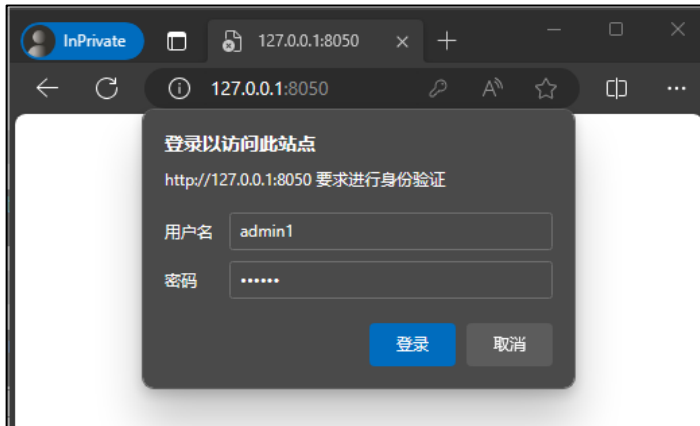 InPrivate
127.0.0.1:8050
127.0.0.1:8050
登录以访问此站点
http://127.0.0.1:8050 要求进行身份验证
用户名 admin1
密码 ••••••
登录 取消